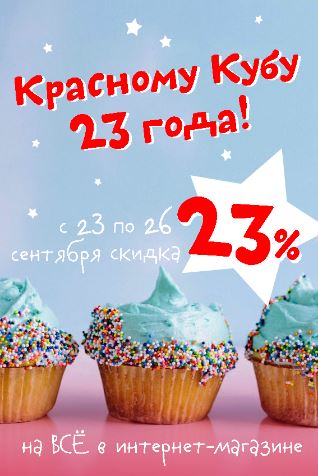 Красному Кубу
23 года!
с 23 по 26
сентября скидка
23%
на ВСЁ в интернет-магазине